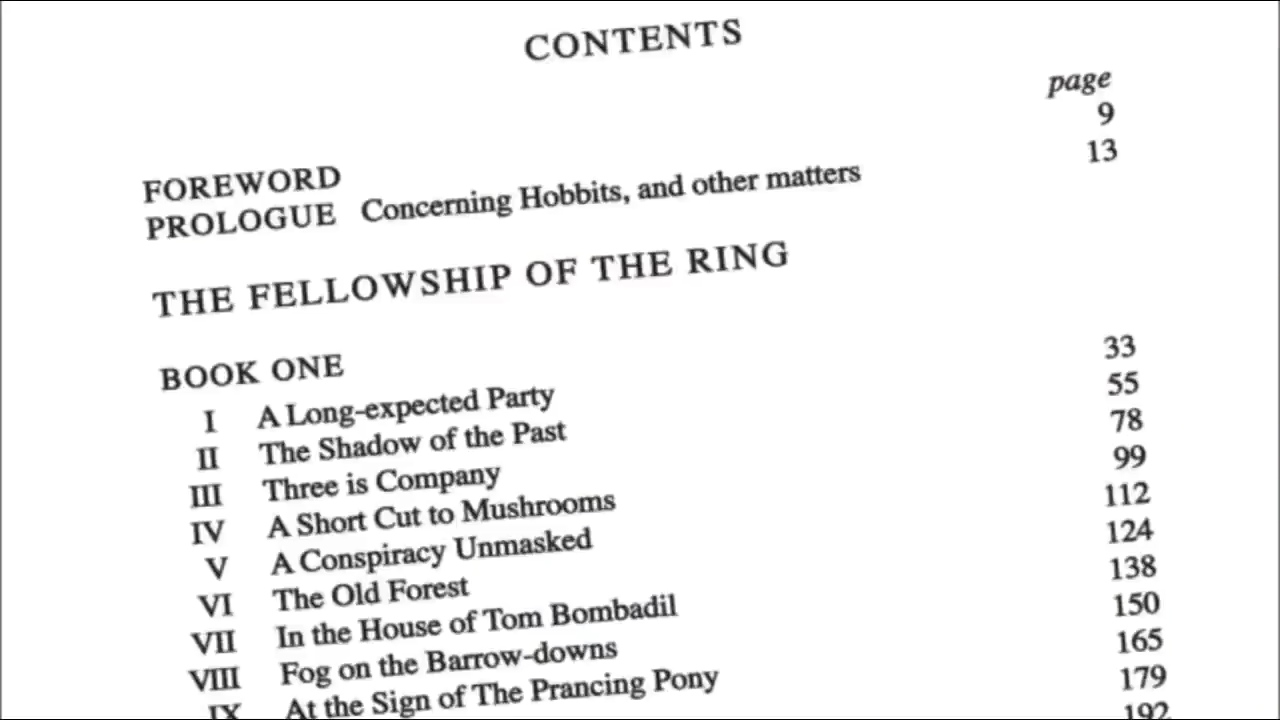 CONTENTS
page
FOREWORD 9
PROLOGUE Concerning Hobbits, and other matters 13
THE FELLOWSHIP OF THE RING
BOOK ONE
I A Long-expected Party 33
II The Shadow of the Past 55
III Three is Company 78
IV A Short Cut to Mushrooms 99
V A Conspiracy Unmasked 112
VI The Old Forest 124
VII In the House of Tom Bombadil 138
VIII Fog on the Barrow-downs 150
IX At the Sign of The Prancing Pony 165
179
192